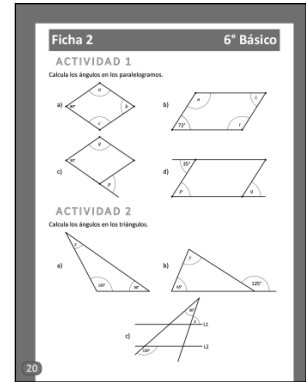 Ficha 2 6° Básico
ACTIVIDAD 1
Calcula los ángulos en los paralelogramos.
a)
a
b
c
b)
n
i
72°
t
c)
q
p
d)
55°
p
q
ACTIVIDAD 2
Calcula los ángulos en los triángulos.
a)
b)
y
125°
c)
L1
L2
20